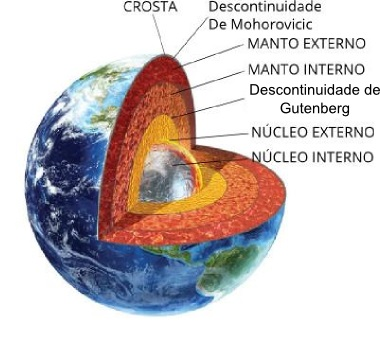 CROSTA
Descontinuidade
De Mohorovicic
MANTO EXTERNO
MANTO INTERNO
Descontinuidade de
Gutenberg
NÚCLEO EXTERNO
NÚCLEO INTERNO